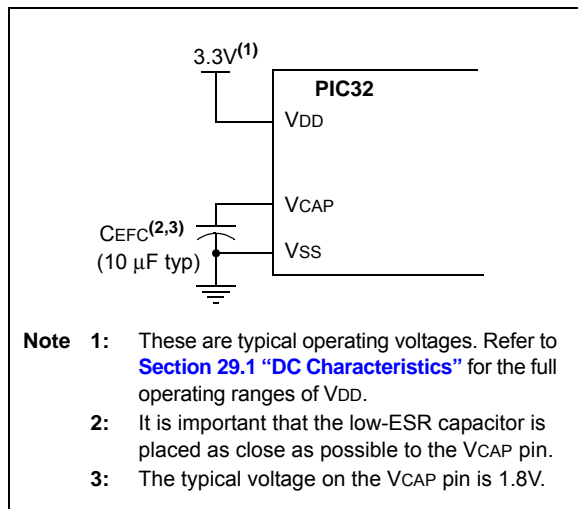 3.3V(1)
PIC32
VDD
VCAP
CEFC(2,3)
(10 μF typ)
VSS
Note 1: These are typical operating voltages. Refer to
Section 29.1 “DC Characteristics” for the full
operating ranges of VDD.
2: It is important that the low-ESR capacitor is
placed as close as possible to the VCAP pin.
3: The typical voltage on the VCAP pin is 1.8V.